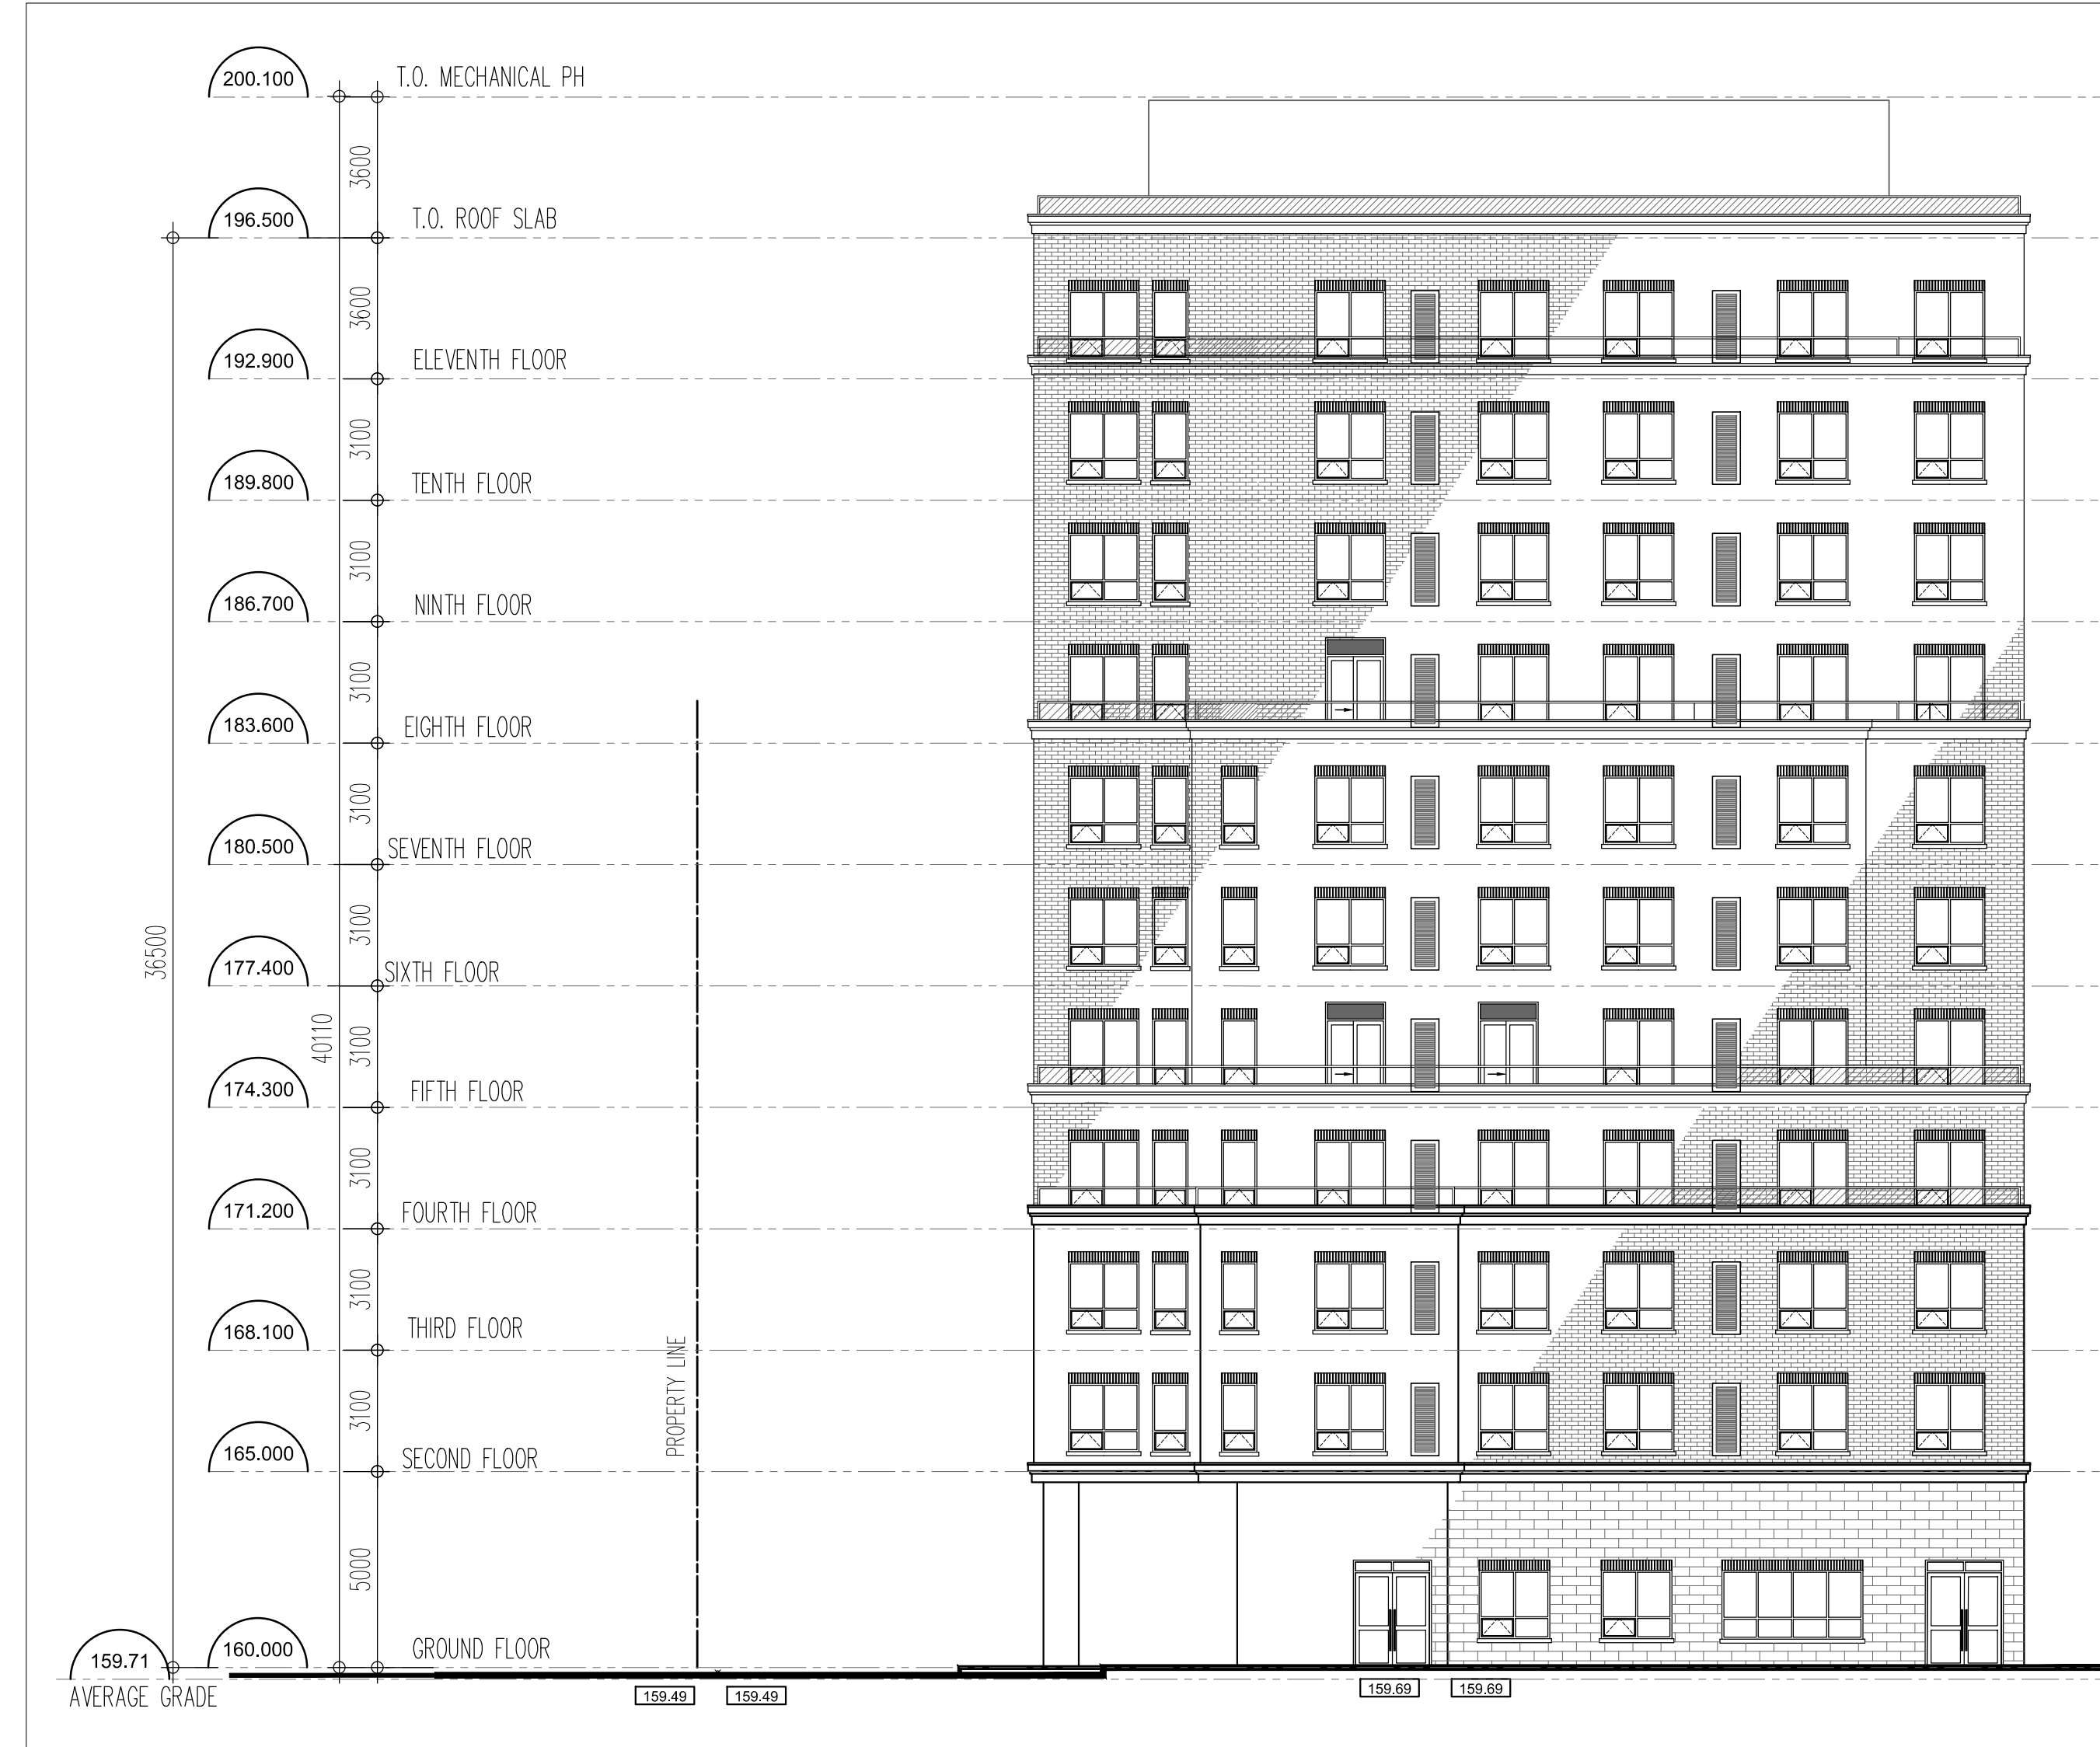 200.100 T.O. MECHANICAL PH
3600
196.500 T.O. ROOF SLAB
3600
192.900 ELEVENTH FLOOR
3100
189.800 TENTH FLOOR
3100
186.700 NINTH FLOOR
3100
183.600 EIGHTH FLOOR
3100
180.500 SEVENTH FLOOR
36500
3100
177.400 SIXTH FLOOR
40110
3100
174.300 FIFTH FLOOR
3100
171.200 FOURTH FLOOR
3100
168.100 THIRD FLOOR
PROPERTY LINE
3100
165.000 SECOND FLOOR
5000
160.000 GROUND FLOOR
159.71
AVERAGE GRADE
159.49 159.49 159.69 159.69